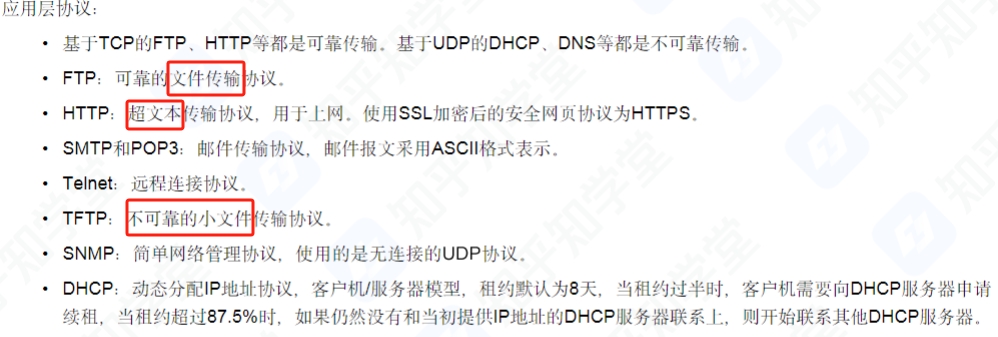 应用层协议：
• 基于TCP的FTP、HTTP等都是可靠传输。基于UDP的DHCP、DNS等都是不可靠传输。
• FTP：可靠的文件传输协议。
• HTTP：超文本传输协议，用于上网。使用SSL加密后的安全网页协议为HTTPS。
• SMTP和POP3：邮件传输协议，邮件报文采用ASCII格式表示。
• Telnet：远程连接协议。
• TFTP：不可靠的小文件传输协议。
• SNMP：简单网络管理协议，使用的是无连接的UDP协议。
• DHCP：动态分配IP地址协议，客户机/服务器模型，租约默认为8天，当租约过半时，客户机需要向DHCP服务器申请
续租，当租约超过87.5%时，如果仍然没有和当初提供IP地址的DHCP服务器联系上，则开始联系其他DHCP服务器。
知乎知学堂